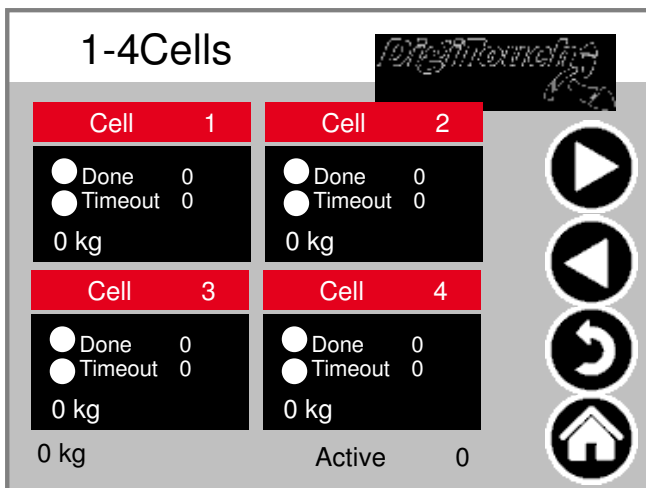 1-4Cells
DigiTouch
Cell 1
Done 0
Timeout 0
0 kg
Cell 2
Done 0
Timeout 0
0 kg
Cell 3
Done 0
Timeout 0
0 kg
Cell 4
Done 0
Timeout 0
0 kg
0 kg
Active 0